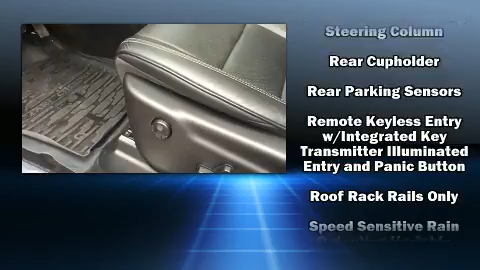 Steering Column
Rear Cupholder
Rear Parking Sensors
Remote Keyless Entry
w/Integrated Key
Transmitter Illuminated
Entry and Panic Button
Roof Rack Rails Only
Speed Sensitive Rain